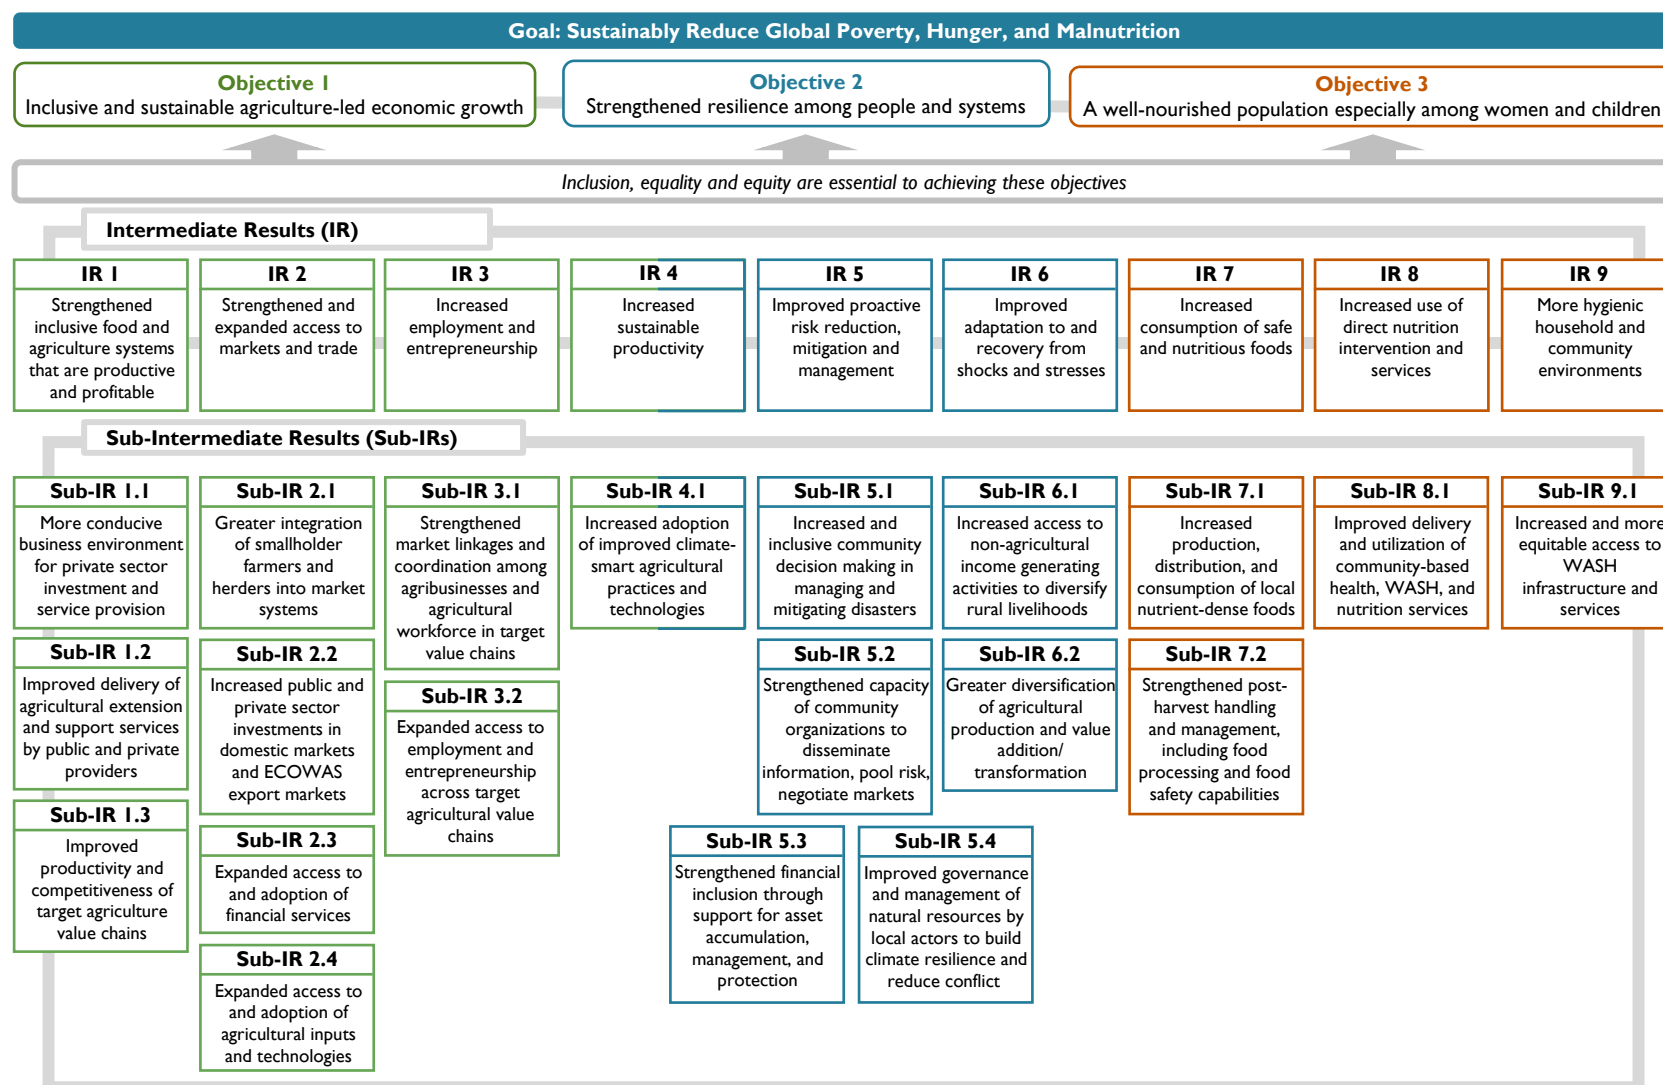 Goal: Sustainably Reduce Global Poverty, Hunger, and Malnutrition
Objective 1
Inclusive and sustainable agriculture-led economic growth
Objective 2
Strengthened resilience among people and systems
Objective 3
A well-nourished population especially among women and children
Inclusion, equality and equity are essential to achieving these objectives
Intermediate Results (IR)
IR 1
Strengthened
inclusive food and
agriculture systems
that are productive
and profitable
IR 2
Strengthened and
expanded access to
markets and trade
IR 3
Increased
employment and
entrepreneurship
IR 4
Increased
sustainable
productivity
IR 5
Improved proactive
risk reduction,
mitigation and
management
IR 6
Improved
adaptation to and
recovery from
shocks and stresses
IR 7
Increased
consumption of safe
and nutritious foods
IR 8
Increased use of
direct nutrition
intervention and
services
IR 9
More hygienic
household and
community
environments
Sub-Intermediate Results (Sub-IRs)
Sub-IR 1.1
More conducive
business environment
for private sector
investment and
service provision
Sub-IR 1.2
Improved delivery of
agricultural extension
and support services
by public and private
providers
Sub-IR 1.3
Improved
productivity and
competitiveness of
target agriculture
value chains
Sub-IR 2.1
Greater integration
of smallholder
farmers and
herders into market
systems
Sub-IR 2.2
Increased public and
private sector
investments in
domestic markets
and ECOWAS
export markets
Sub-IR 2.3
Expanded access to
and adoption of
financial services
Sub-IR 2.4
Expanded access to
and adoption of
agricultural inputs
and technologies
Sub-IR 3.1
Strengthened
market linkages and
coordination among
agribusinesses and
agricultural
workforce in target
value chains
Sub-IR 3.2
Expanded access to
employment and
entrepreneurship
across target
agricultural value
chains
Sub-IR 4.1
Increased adoption
of improved climate-
smart agricultural
practices and
technologies
Sub-IR 5.1
Increased and
inclusive community
decision making in
managing and
mitigating disasters
Sub-IR 5.2
Strengthened capacity
of community
organizations to
disseminate
information, pool risk,
negotiate markets
Sub-IR 5.3
Strengthened financial
inclusion through
support for asset
accumulation,
management, and
protection
Sub-IR 5.4
Improved governance
and management of
natural resources by
local actors to build
climate resilience and
reduce conflict
Sub-IR 6.1
Increased access to
non-agricultural
income generating
activities to diversify
rural livelihoods
Sub-IR 6.2
Greater diversification
of agricultural
production and value
addition/
transformation
Sub-IR 7.1
Increased
production,
distribution, and
consumption of local
nutrient-dense foods
Sub-IR 7.2
Strengthened post-
harvest handling
and management,
including food
processing and food
safety capabilities
Sub-IR 8.1
Improved delivery
and utilization of
community-based
health, WASH, and
nutrition services
Sub-IR 9.1
Increased and more
equitable access to
WASH
infrastructure and
services